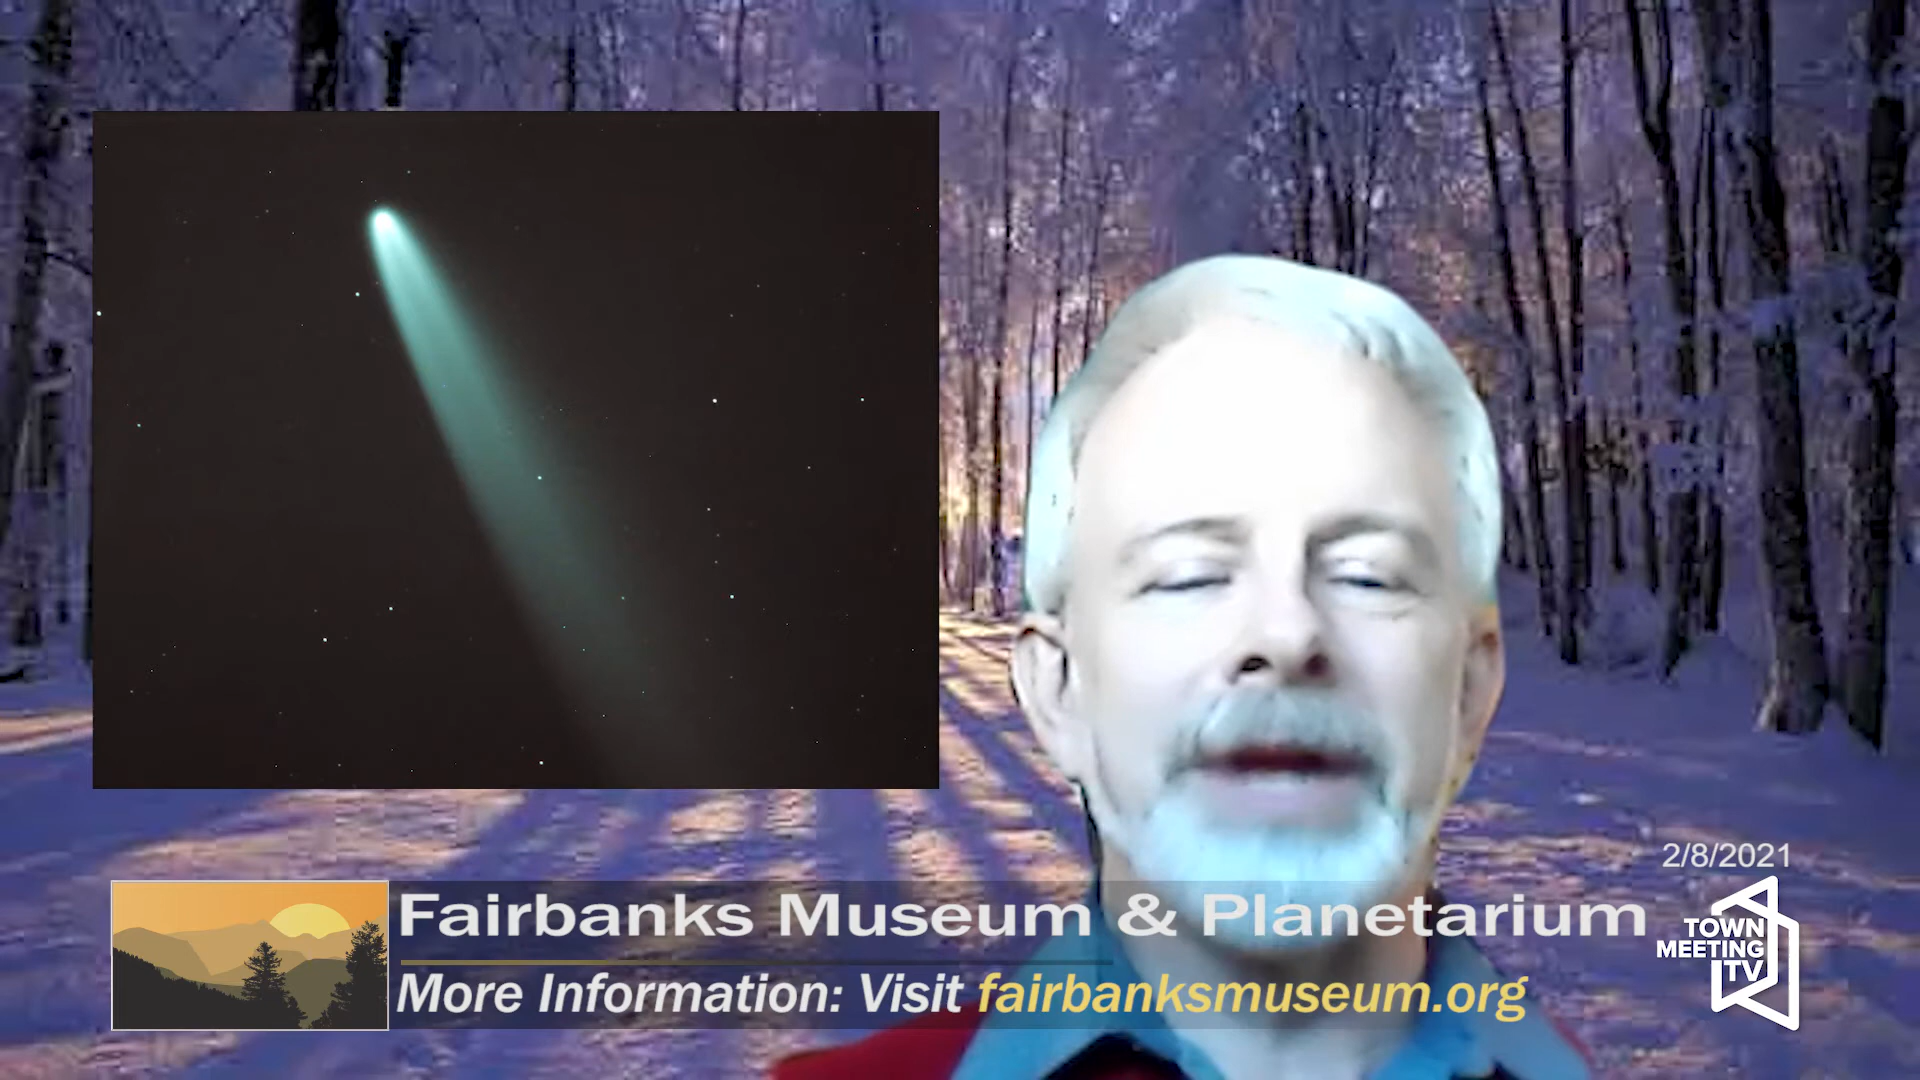 2/8/2021
Fairbanks Museum & Planetarium
More Information: Visit fairbanksmuseum.org
TOWN
MEETING
TV